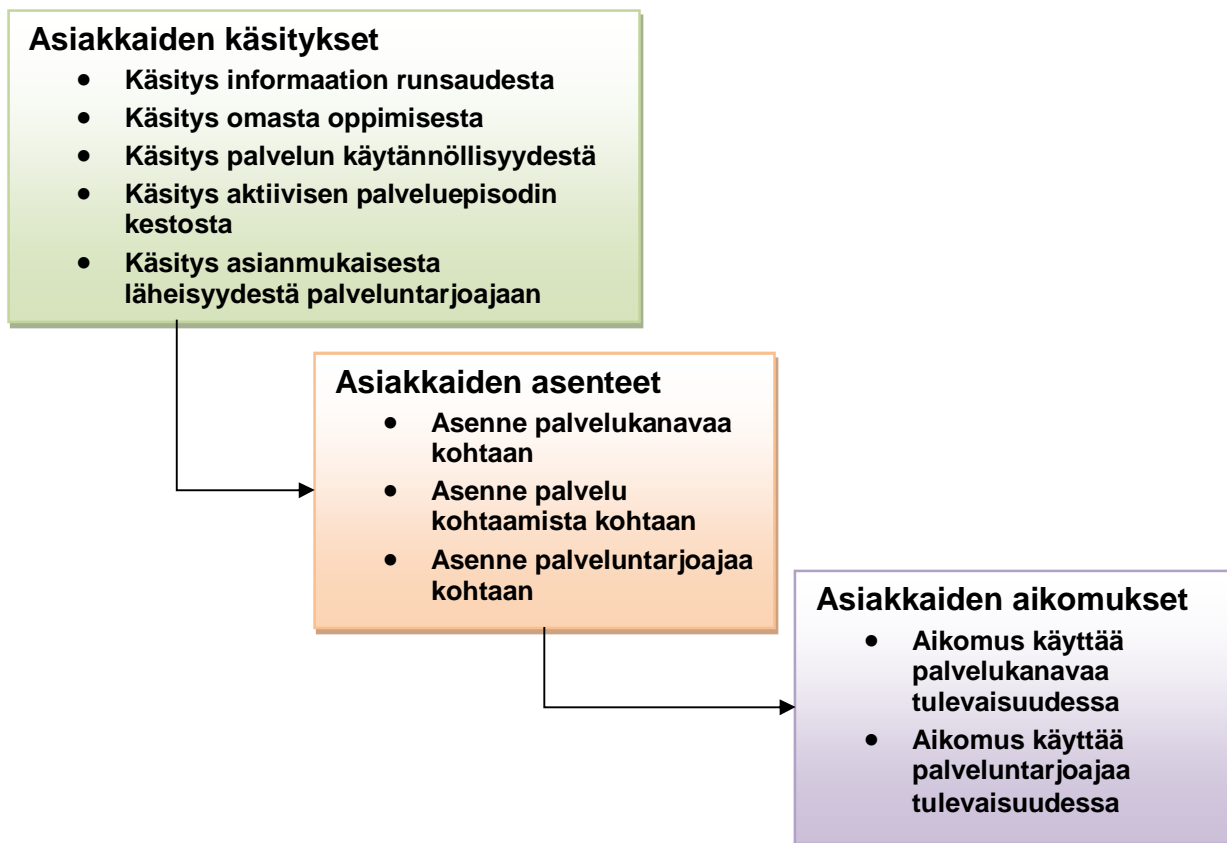 Asiakkaiden käsitykset
• Käsitys informaation runsaudesta
• Käsitys omasta oppimisesta
• Käsitys palvelun käytännöllisyydestä
• Käsitys aktiivisen palveluepisodin
kestosta
• Käsitys asianmukaisesta
läheisyydestä palveluntarjoajaan
Asiakkaiden asenteet
• Asenne palvelukanavaa
kohtaan
• Asenne palvelu
kohtaamista kohtaan
• Asenne palveluntarjoajaa
kohtaan
Asiakkaiden aikomukset
• Aikomus käyttää
palvelukanavaa
tulevaisuudessa
• Aikomus käyttää
palveluntarjoajaa
tulevaisuudessa